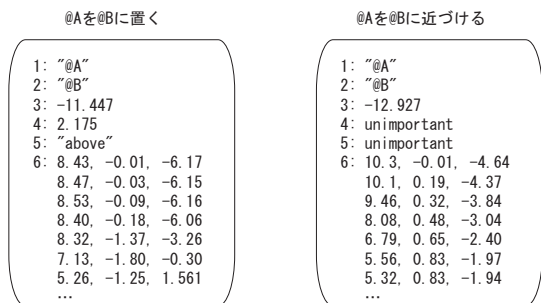 @Aを@Bに置く
1: "@A"
2: "@B"
3: -11.447
4: 2.175
5: "above"
6: 8.43, -0.01, -6.17
8.47, -0.03, -6.15
8.53, -0.09, -6.16
8.40, -0.18, -6.06
8.32, -1.37, -3.26
7.13, -1.80, -0.30
5.26, -1.25, 1.561
…
@Aを@Bに近づける
1: "@A"
2: "@B"
3: -12.927
4: unimportant
5: unimportant
6: 10.3, -0.01, -4.64
10.1, 0.19, -4.37
9.46, 0.32, -3.84
8.08, 0.48, -3.04
6.79, 0.65, -2.40
5.56, 0.83, -1.97
5.32, 0.83, -1.94
…